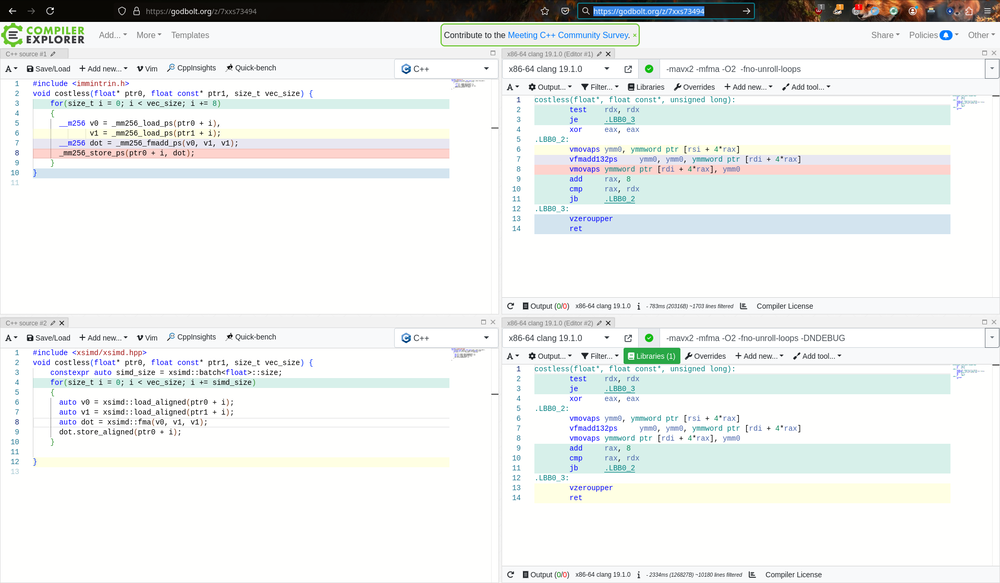 https://godbolt.org/z/7xxs73494
https://godbolt.org/z/7xxs73494
COMPILER
EXPLORER
Add...
More
Templates
Contribute to the Meeting C++ Community Survey. ×
Share
Policies
Other
C++ source #1
x86-64 clang 19.1.0 (Editor #1)
A
Save/Load
+ Add new...
Vim
CppInsights
Quick-bench
C++
x86-64 clang 19.1.0
-mavx2 -mfma -O2 -fno-unroll-loops
A
Output...
Filter...
Libraries
Overrides
+ Add new...
Add tool...
1 #include <immintrin.h>
2 void costless(float* ptr0, float const* ptr1, size_t vec_size) {
3 for(size_t i = 0; i < vec_size; i += 8)
4 {
5 __m256 v0 = _mm256_load_ps(ptr0 + i),
6 v1 = _mm256_load_ps(ptr1 + i);
7 __m256 dot = _mm256_fmadd_ps(v0, v1, v1);
8 _mm256_store_ps(ptr0 + i, dot);
9 }
10 }
11
1 costless(float*, float const*, unsigned long):
2 test rdx, rdx
3 je .LBB0_3
4 xor eax, eax
5 .LBB0_2:
6 vmovaps ymm0, ymmword ptr [rsi + 4*rax]
7 vfmadd132ps ymm0, ymm0, ymmword ptr [rdi + 4*rax]
8 vmovaps ymmword ptr [rdi + 4*rax], ymm0
9 add rax, 8
10 cmp rax, rdx
11 jb .LBB0_2
12 .LBB0_3:
13 vzeroupper
14 ret
Output (0/0) x86-64 clang 19.1.0 i - 783ms (20316B) ~1703 lines filtered Compiler License
C++ source #2
x86-64 clang 19.1.0 (Editor #2)
A
Save/Load
+ Add new...
Vim
CppInsights
Quick-bench
C++
x86-64 clang 19.1.0
-mavx2 -mfma -O2 -fno-unroll-loops -DNDEBUG
A
Output...
Filter...
Libraries (1)
Overrides
+ Add new...
Add tool...
1 #include <xsimd/xsimd.hpp>
2 void costless(float* ptr0, float const* ptr1, size_t vec_size) {
3 constexpr auto simd_size = xsimd::batch<float>::size;
4 for(size_t i = 0; i < vec_size; i += simd_size)
5 {
6 auto v0 = xsimd::load_aligned(ptr0 + i);
7 auto v1 = xsimd::load_aligned(ptr1 + i);
8 auto dot = xsimd::fma(v0, v1, v1);
9 dot.store_aligned(ptr0 + i);
10 }
11
12 }
13
1 costless(float*, float const*, unsigned long):
2 test rdx, rdx
3 je .LBB0_3
4 xor eax, eax
5 .LBB0_2:
6 vmovaps ymm0, ymmword ptr [rsi + 4*rax]
7 vfmadd132ps ymm0, ymm0, ymmword ptr [rdi + 4*rax]
8 vmovaps ymmword ptr [rdi + 4*rax], ymm0
9 add rax, 8
10 cmp rax, rdx
11 jb .LBB0_2
12 .LBB0_3:
13 vzeroupper
14 ret
Output (0/0) x86-64 clang 19.1.0 i - 2334ms (126827B) ~10180 lines filtered Compiler License